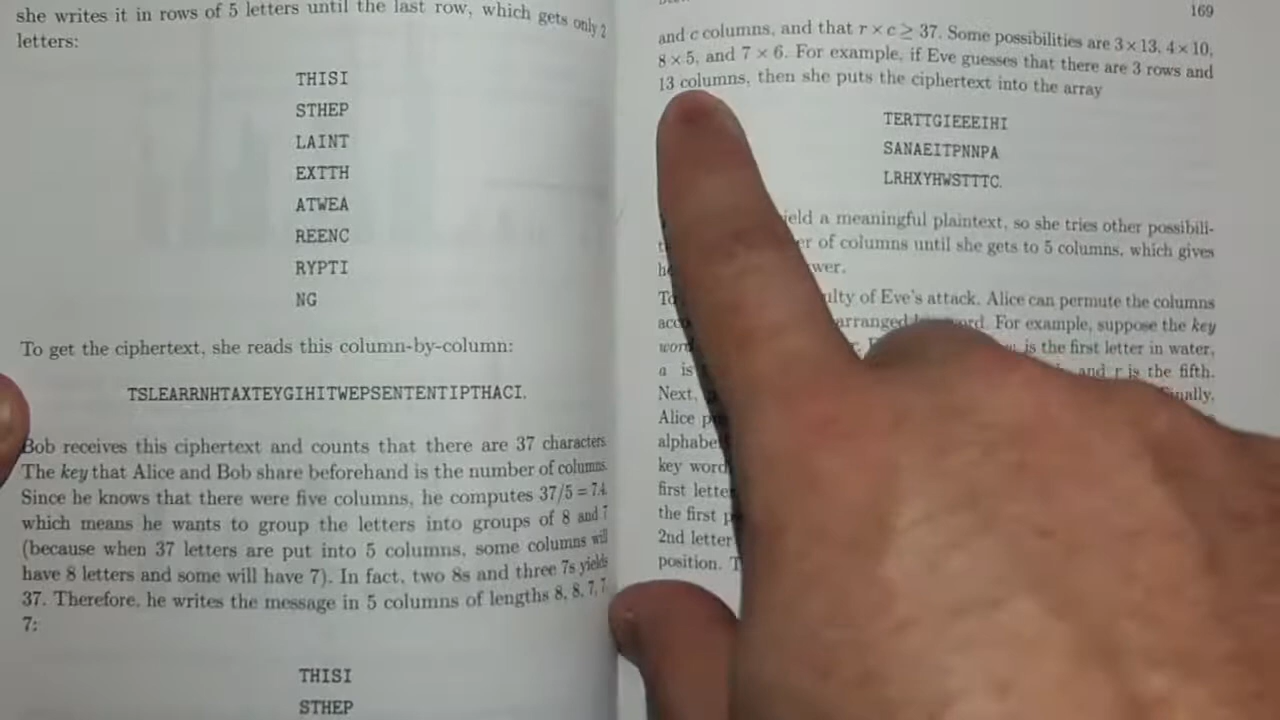 she writes it in rows of 5 letters until the last row, which gets only 2
letters:
THISI
STHEP
LAINT
EXTTH
ATWEA
REENC
RYPTI
NG
To get the ciphertext, she reads this column-by-column:
TSLEARRNHTAXTEYGIHITWEPSENTENTIPTHACI.
Bob receives this ciphertext and counts that there are 37 characters.
The key that Alice and Bob share beforehand is the number of columns.
Since he knows that there were five columns, he computes 37/5 = 7.4,
which means he wants to group the letters into groups of 8 and 7
(because when 37 letters are put into 5 columns, some columns will
have 8 letters and some will have 7). In fact, two 8s and three 7s yields
37. Therefore, he writes the message in 5 columns of lengths 8, 8, 7, 7,
7:
THISI
STHEP
169
and c columns, and that r × c ≥ 37. Some possibilities are 3 × 13, 4 × 10,
8 × 5, and 7 × 6. For example, if Eve guesses that there are 3 rows and
13 columns, then she puts the ciphertext into the array
TERTTGIEEEIHI
SANAEITPNNPA
LRHXYHWSTTTC.
a meaningful plaintext, so she tries other possibili-
of columns until she gets to 5 columns, which gives
of Eve's attack, Alice can permute the columns
For example, suppose the key
word is the first letter in water,
a is and r is the fifth.
Next,
Alice
key word
first
the first
2nd letter
position.